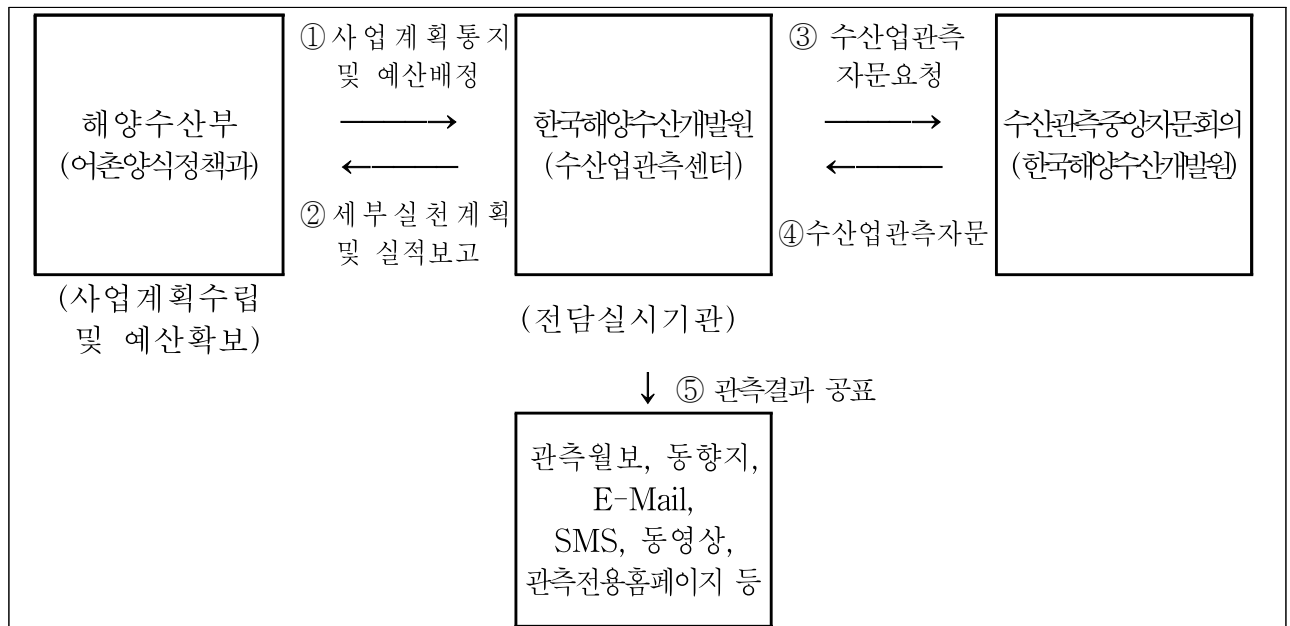 해양수산부
(어촌양식정책과)
(사업계획수립
및 예산확보)
① 사업계획통지
및 예산배정
② 세부실천계획
및 실적보고
한국해양수산개발원
(수산업관측센터)
(전담실시기관)
③ 수산업관측
자문요청
④수산업관측자문
수산관측중앙자문회의
(한국해양수산개발원)
↓ ⑤ 관측결과 공표
관측월보, 동향지,
E-Mail,
SMS, 동영상,
관측전용홈페이지 등